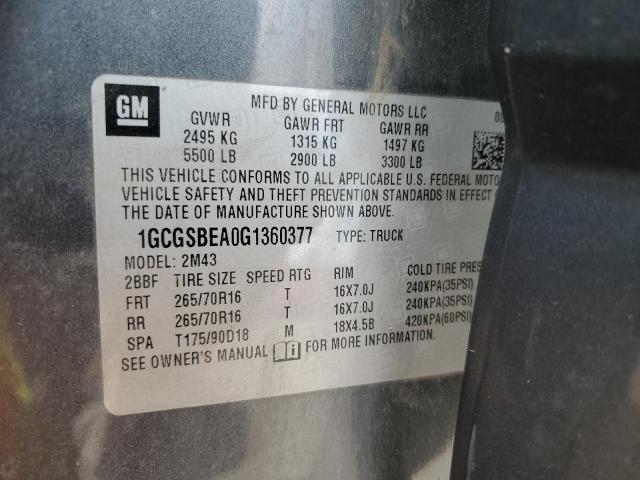 GM
MFD BY GENERAL MOTORS LLC
GVWR GAWR FRT GAWR RR
2495 KG 1315 KG 1497 KG
5500 LB 2900 LB 3300 LB
THIS VEHICLE CONFORMS TO ALL APPLICABLE U.S. FEDERAL
VEHICLE SAFETY AND THEFT PREVENTION STANDARDS IN EFFECT
THE DATE OF MANUFACTURE SHOWN ABOVE.
1GCGSBEA0G1360377 TYPE: TRUCK
MODEL: 2M43
2BBF TIRE SIZE SPEED RTG RIM COLD TIRE
FRT 265/70R16 T 16X7.0J 240KPA(35PSI)
RR 265/70R16 T 16X7.0J 240KPA(35PSI)
SPA T175/90D18 M 18X4.5B 420KPA(60PSI)
SEE OWNER'S MANUAL FOR MORE INFORMATION.